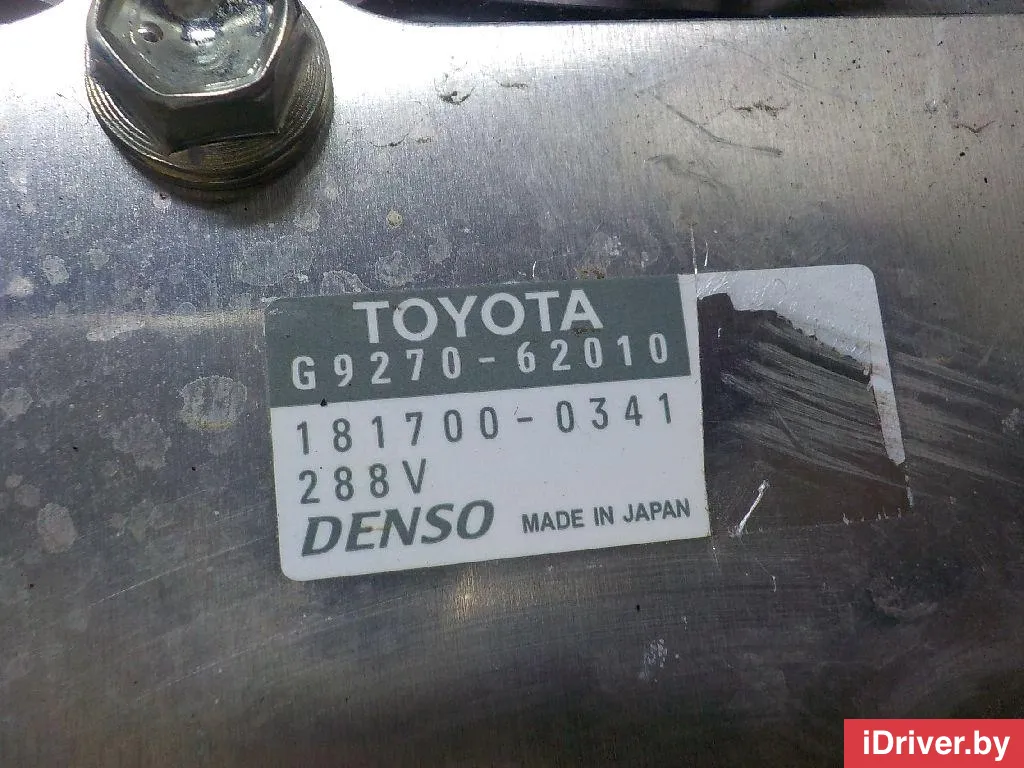 TOYOTA
G9270-62010
181700-0341
288V
DENSO MADE IN JAPAN
iDriver.by